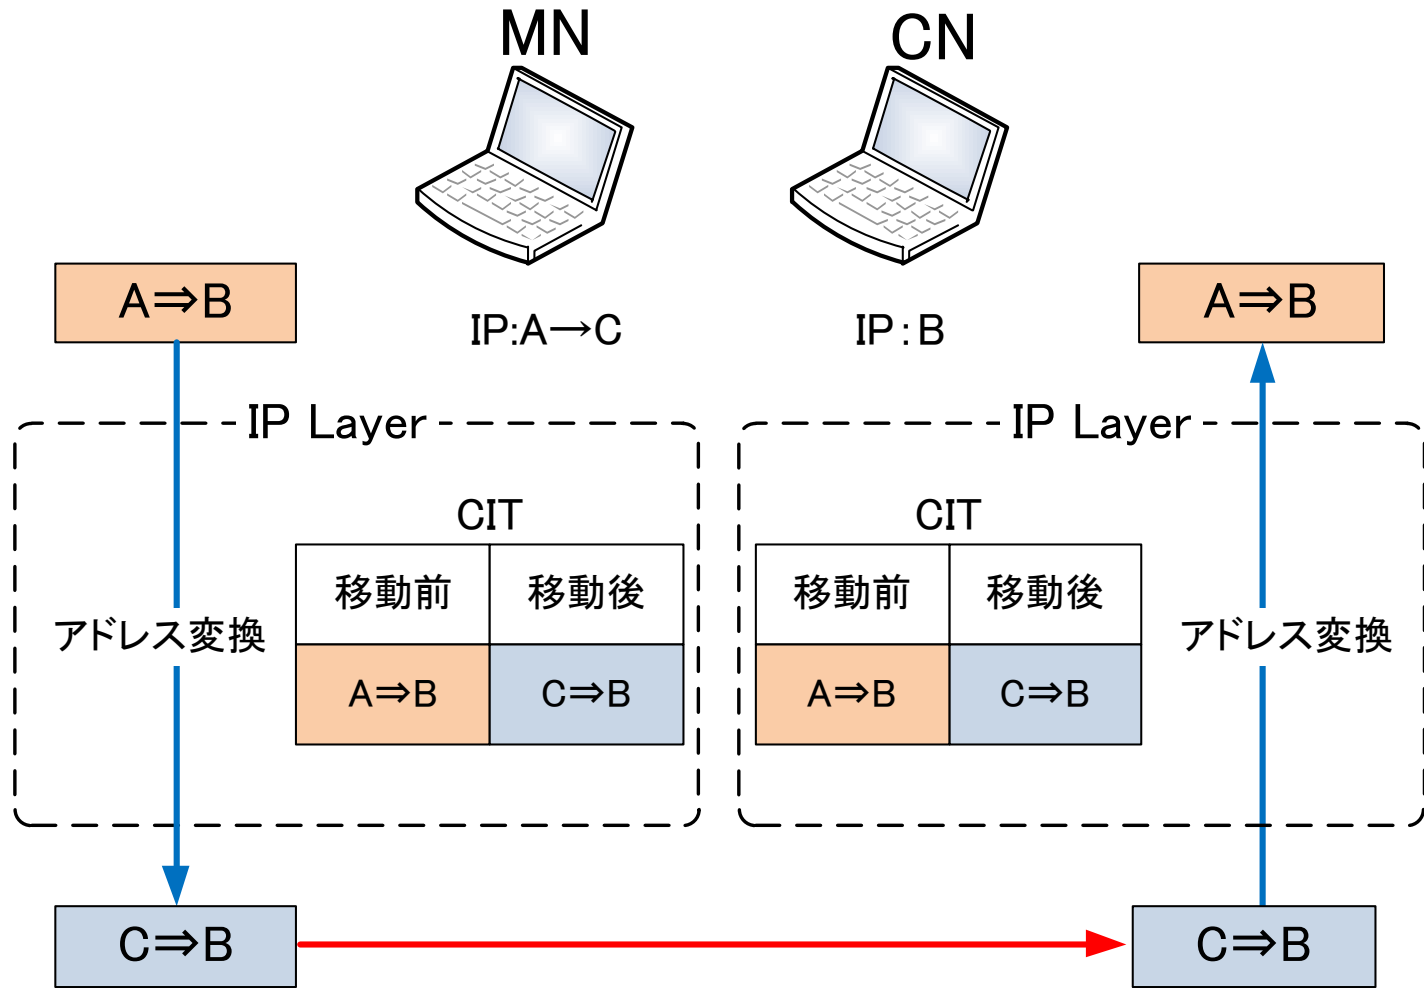 MN
CN
A⇒B
IP:A→C
IP:B
A⇒B
IP Layer
IP Layer
CIT
CIT
移動前
移動後
移動前
移動後
アドレス変換
アドレス変換
A⇒B
C⇒B
A⇒B
C⇒B
C⇒B
C⇒B